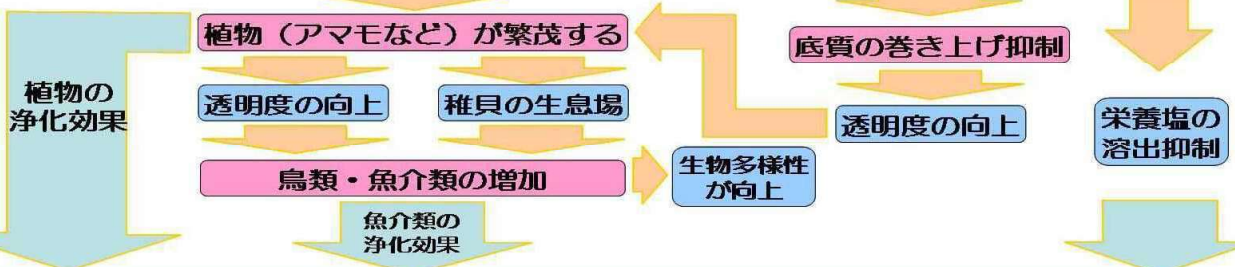 植物（アマモなど）が繁茂する
底質の巻き上げ抑制
植物の
浄化効果
透明度の向上
稚貝の生息場
透明度の向上
栄養塩の
溶出抑制
鳥類・魚介類の増加
生物多様性
が向上
魚介類の
浄化効果